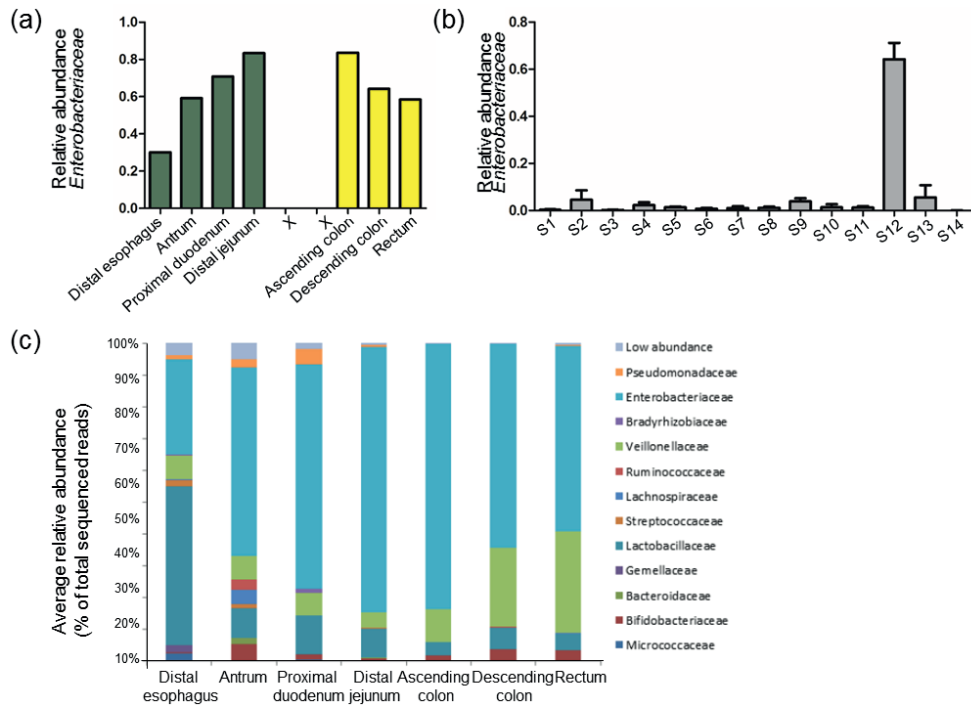 (a)
Relative abundance
Enterobacteriaceae
1.0
0.8
0.6
0.4
0.2
0.0
Distal esophagus
Antrum
Proximal duodenum
Distal jejunum
X
X
Ascending colon
Descending colon
Rectum
(b)
Relative abundance
Enterobacteriaceae
0.8
0.6
0.4
0.2
0.0
S1
S2
S3
S4
S5
S6
S7
S8
S9
S10
S11
S12
S13
S14
(c)
Average relative abundance
(% of total sequenced reads)
100%
90%
80%
70%
60%
50%
40%
30%
20%
10%
Distal
esophagus
Antrum
Proximal
duodenum
Distal
jejunum
Ascending
colon
Descending
colon
Rectum
Low abundance
Pseudomonadaceae
Enterobacteriaceae
Bradyrhizobiaceae
Veillonellaceae
Ruminococcaceae
Lachnospiraceae
Streptococcaceae
Lactobacillaceae
Gemellaceae
Bacteroidaceae
Bifidobacteriaceae
Micrococcaceae